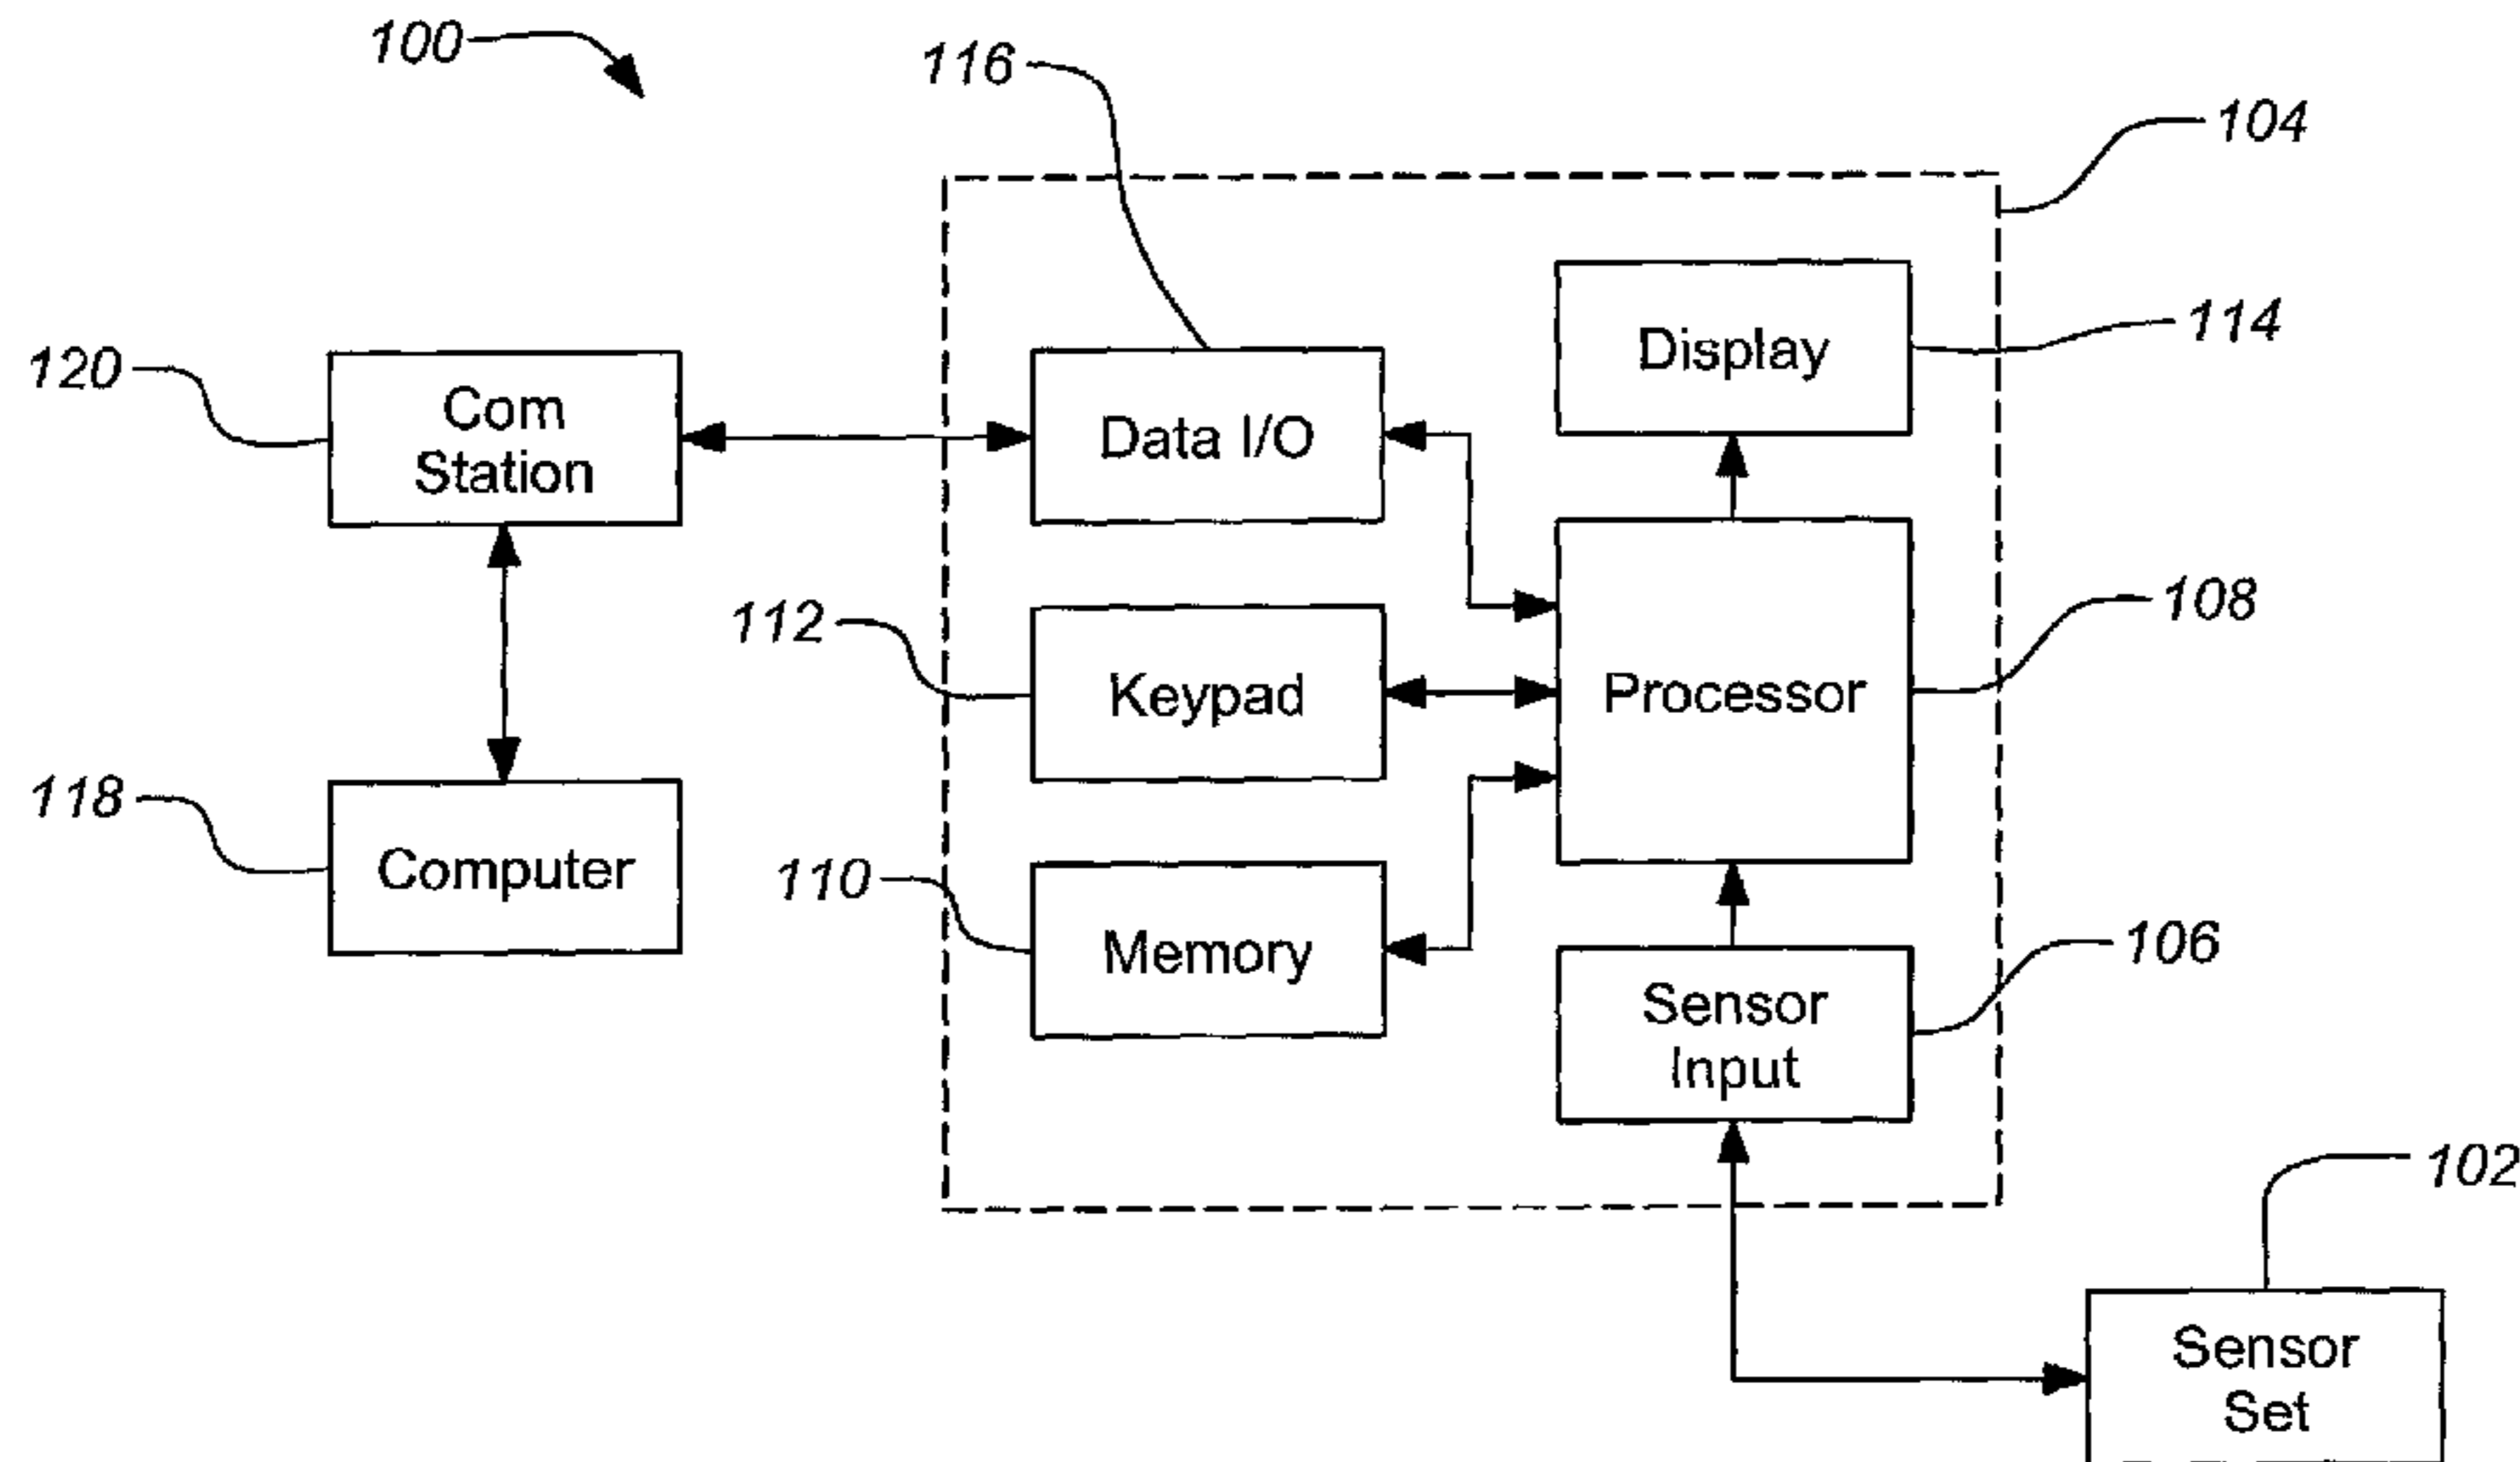 100
116
104
Display
114
120
Com
Station
Data I/O
112
Keypad
Processor
108
118
Computer
110
Memory
Sensor
Input
106
102
Sensor
Set